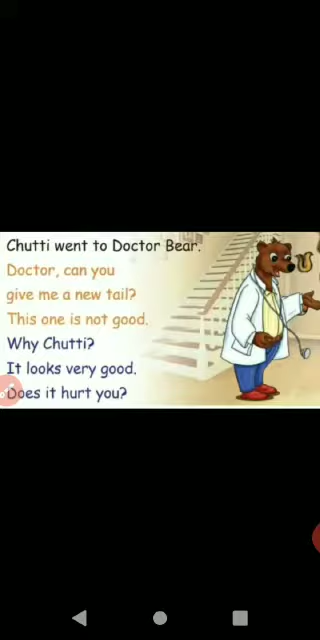 Chutti went to Doctor Bear.
Doctor, can you
give me a new tail?
This one is not good.
Why Chutti?
It looks very good.
Does it hurt you?